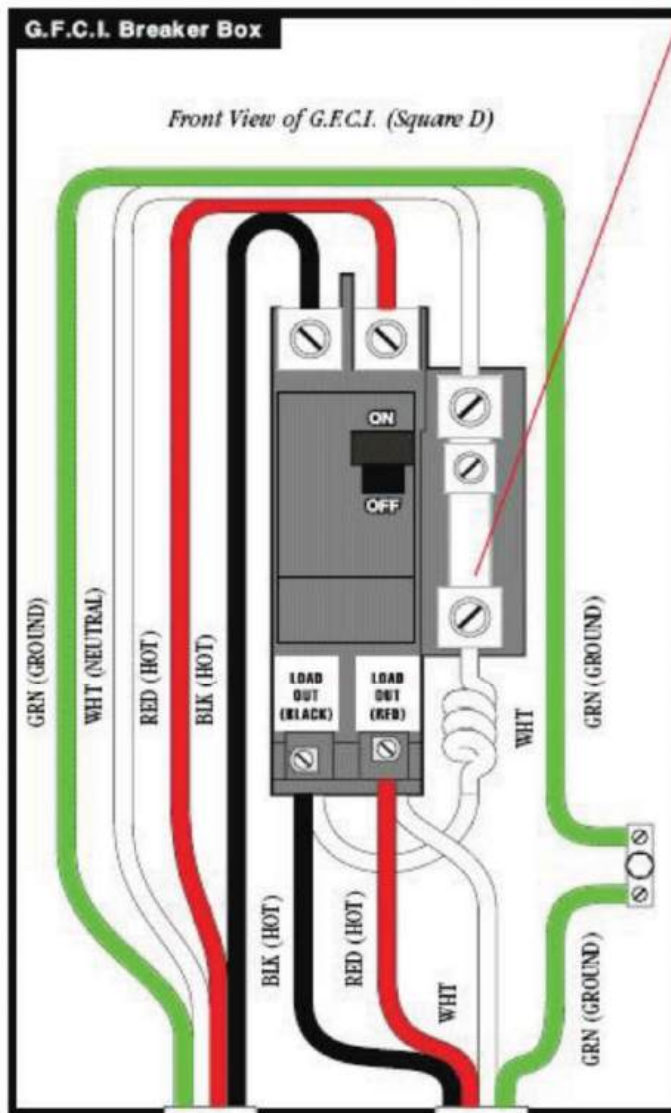 G.F.C.I. Breaker Box
Front View of G.F.C.I. (Square D)
ON
OFF
GRN (GROUND)
WHT (NEUTRAL)
RED (HOT)
BLK (HOT)
LOAD
OUT
(BLACK)
LOAD
OUT
(RED)
WHT
GRN (GROUND)
BLK (HOT)
RED (HOT)
WHT
GRN (GROUND)